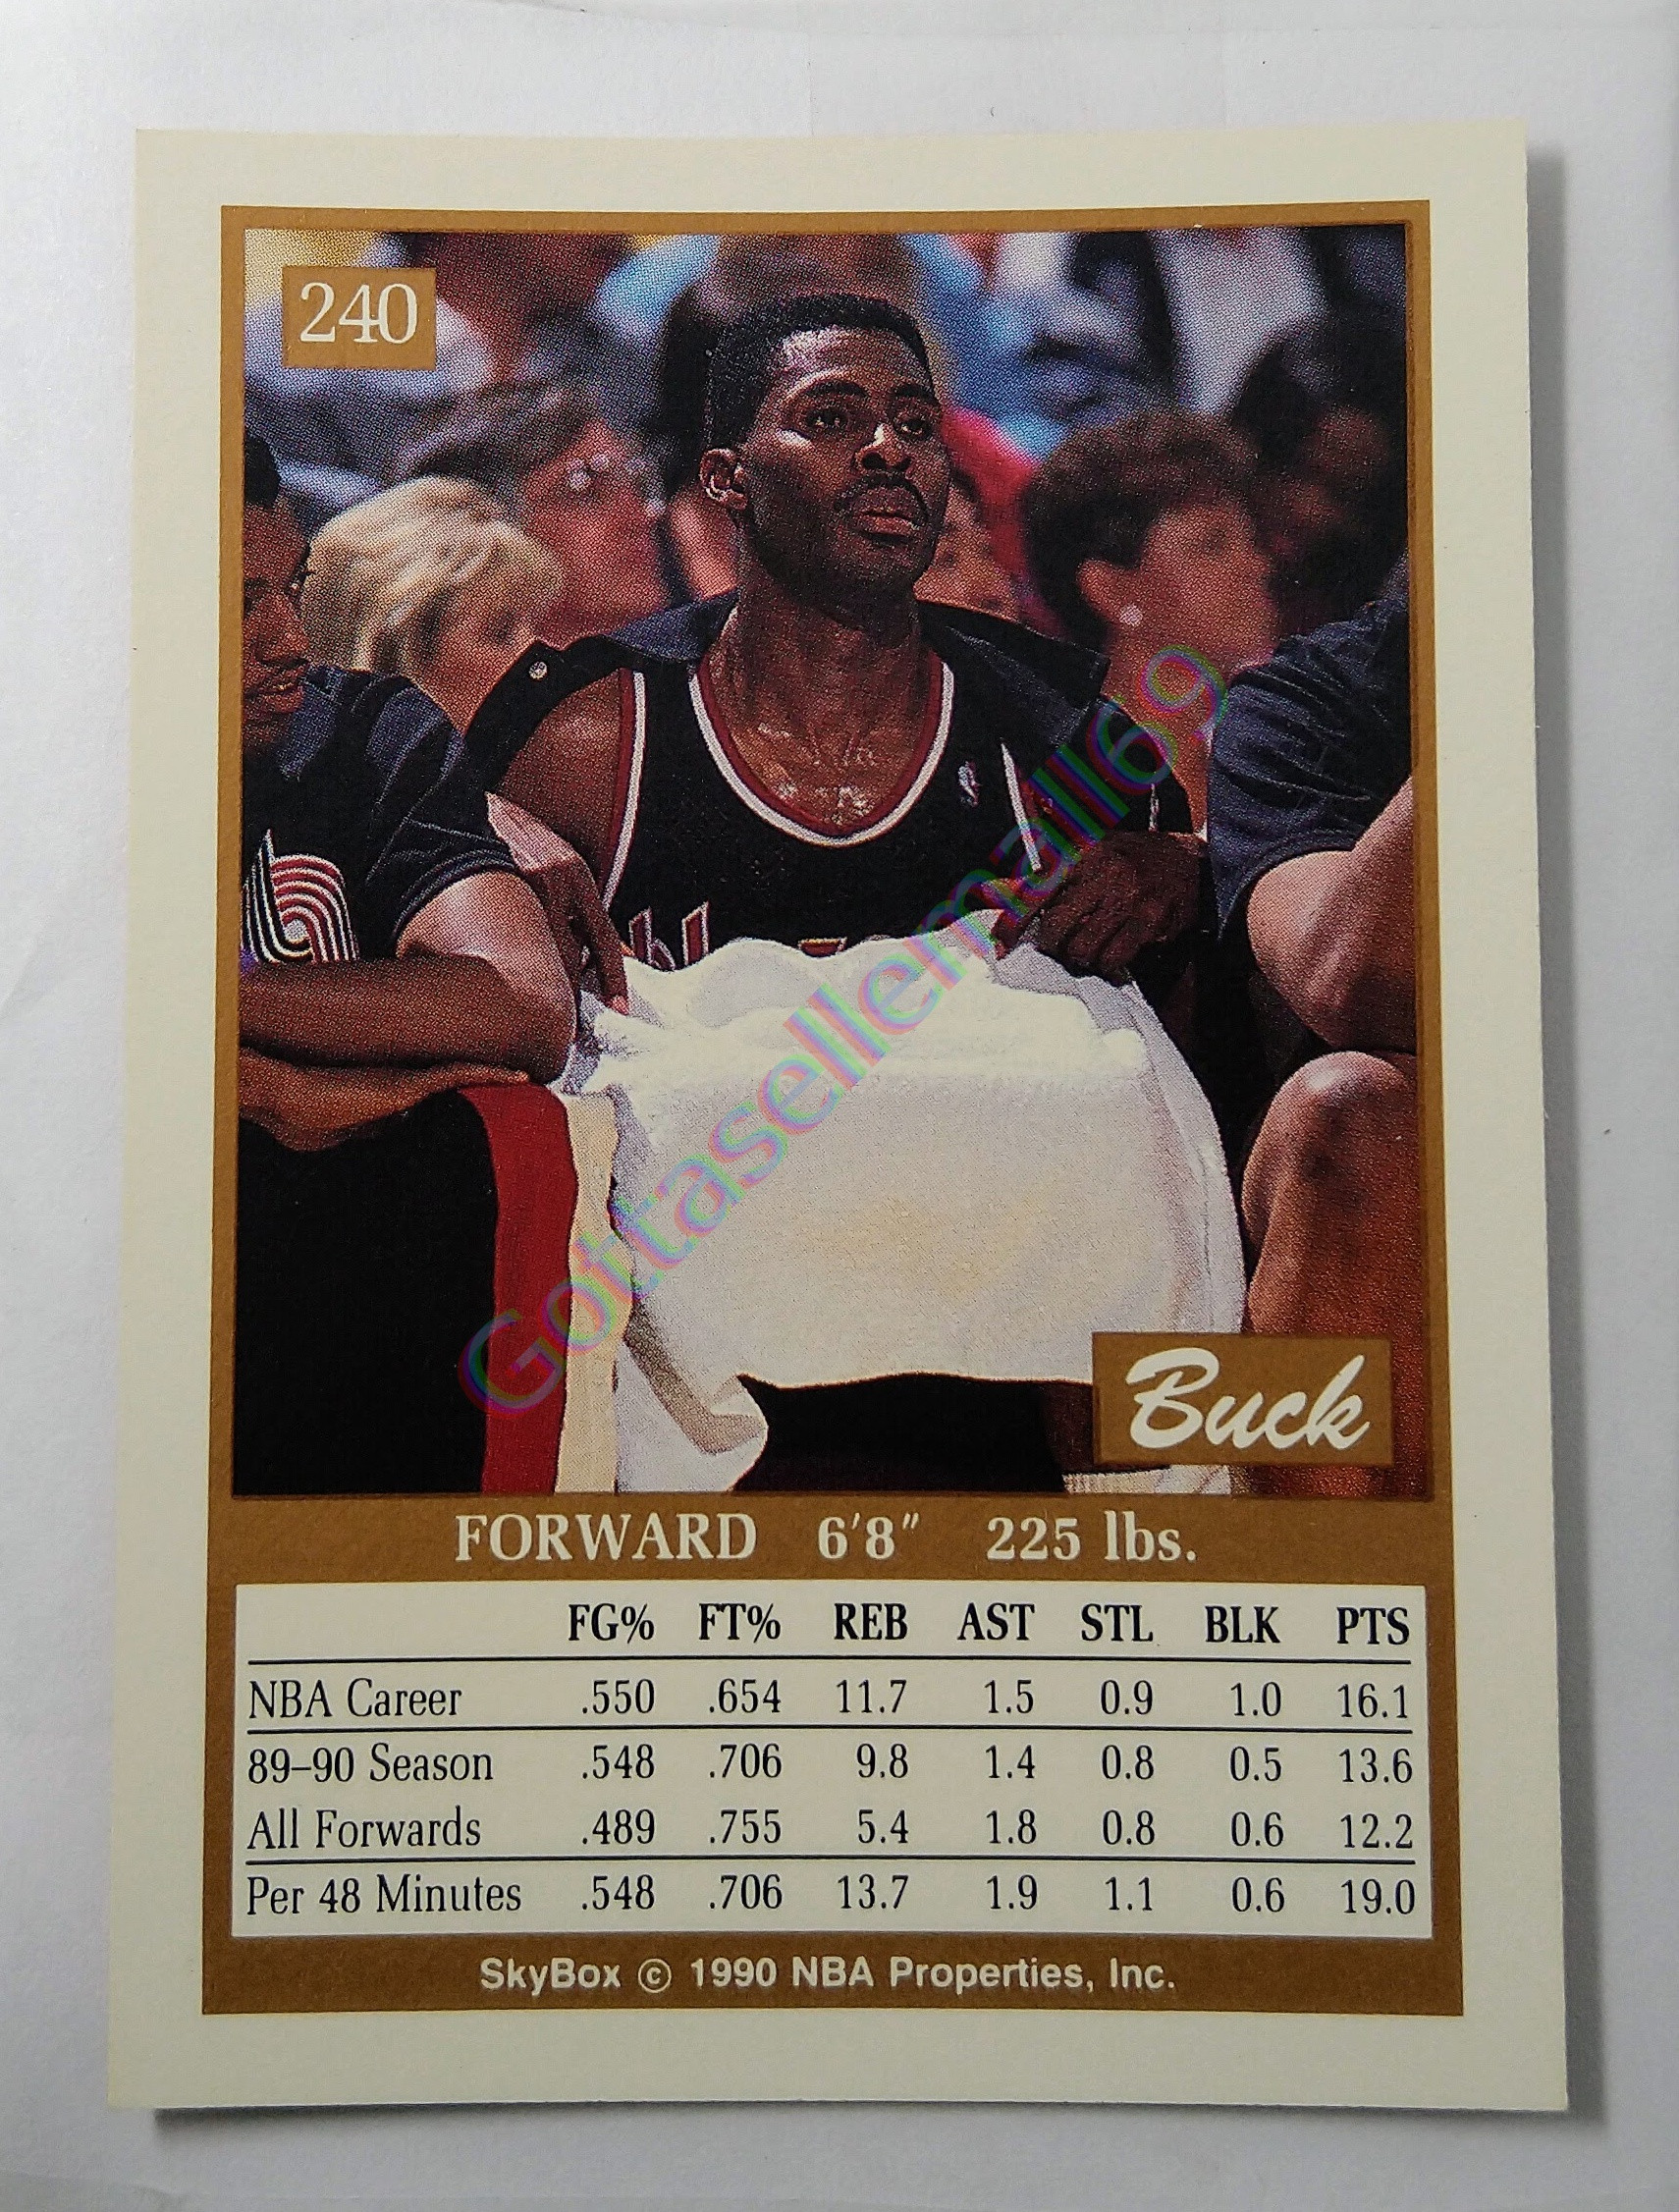 240
Gottasellemall69
Buck
FORWARD 6'8" 225 lbs.
FG% FT% REB AST STL BLK PTS
NBA Career .550 .654 11.7 1.5 0.9 1.0 16.1
89–90 Season .548 .706 9.8 1.4 0.8 0.5 13.6
All Forwards .489 .755 5.4 1.8 0.8 0.6 12.2
Per 48 Minutes .548 .706 13.7 1.9 1.1 0.6 19.0
SkyBox © 1990 NBA Properties, Inc.